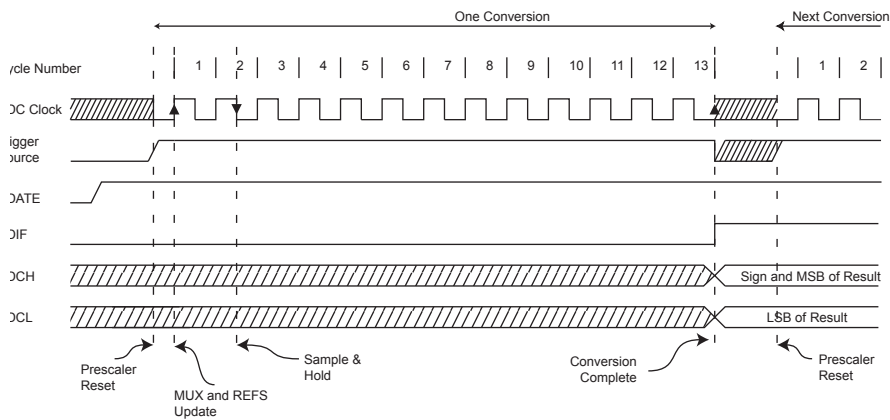 One Conversion
Next Conversion
ycle Number
1 2 3 4 5 6 7 8 9 10 11 12 13 1 2
DC Clock
rigger
ource
DATE
DIF
DCH
Sign and MSB of Result
DCL
LSB of Result
Prescaler
Reset
MUX and REFS
Update
Sample &
Hold
Conversion
Complete
Prescaler
Reset